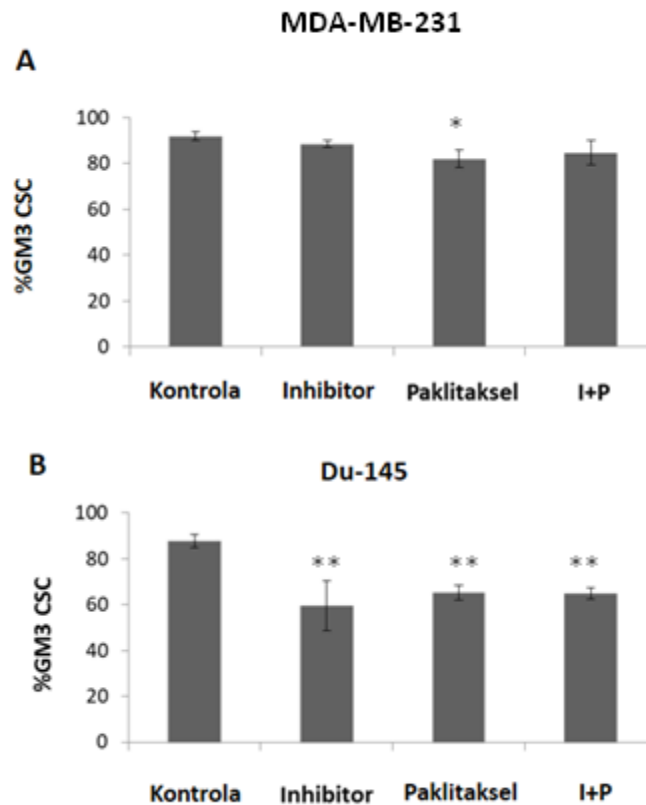 MDA-MB-231
A
*
100
80
60
40
20
0
%GM3 CSC
Kontrola Inhibitor Paklitaksel I+P
B
Du-145
** ** **
100
80
60
40
20
0
%GM3 CSC
Kontrola Inhibitor Paklitaksel I+P